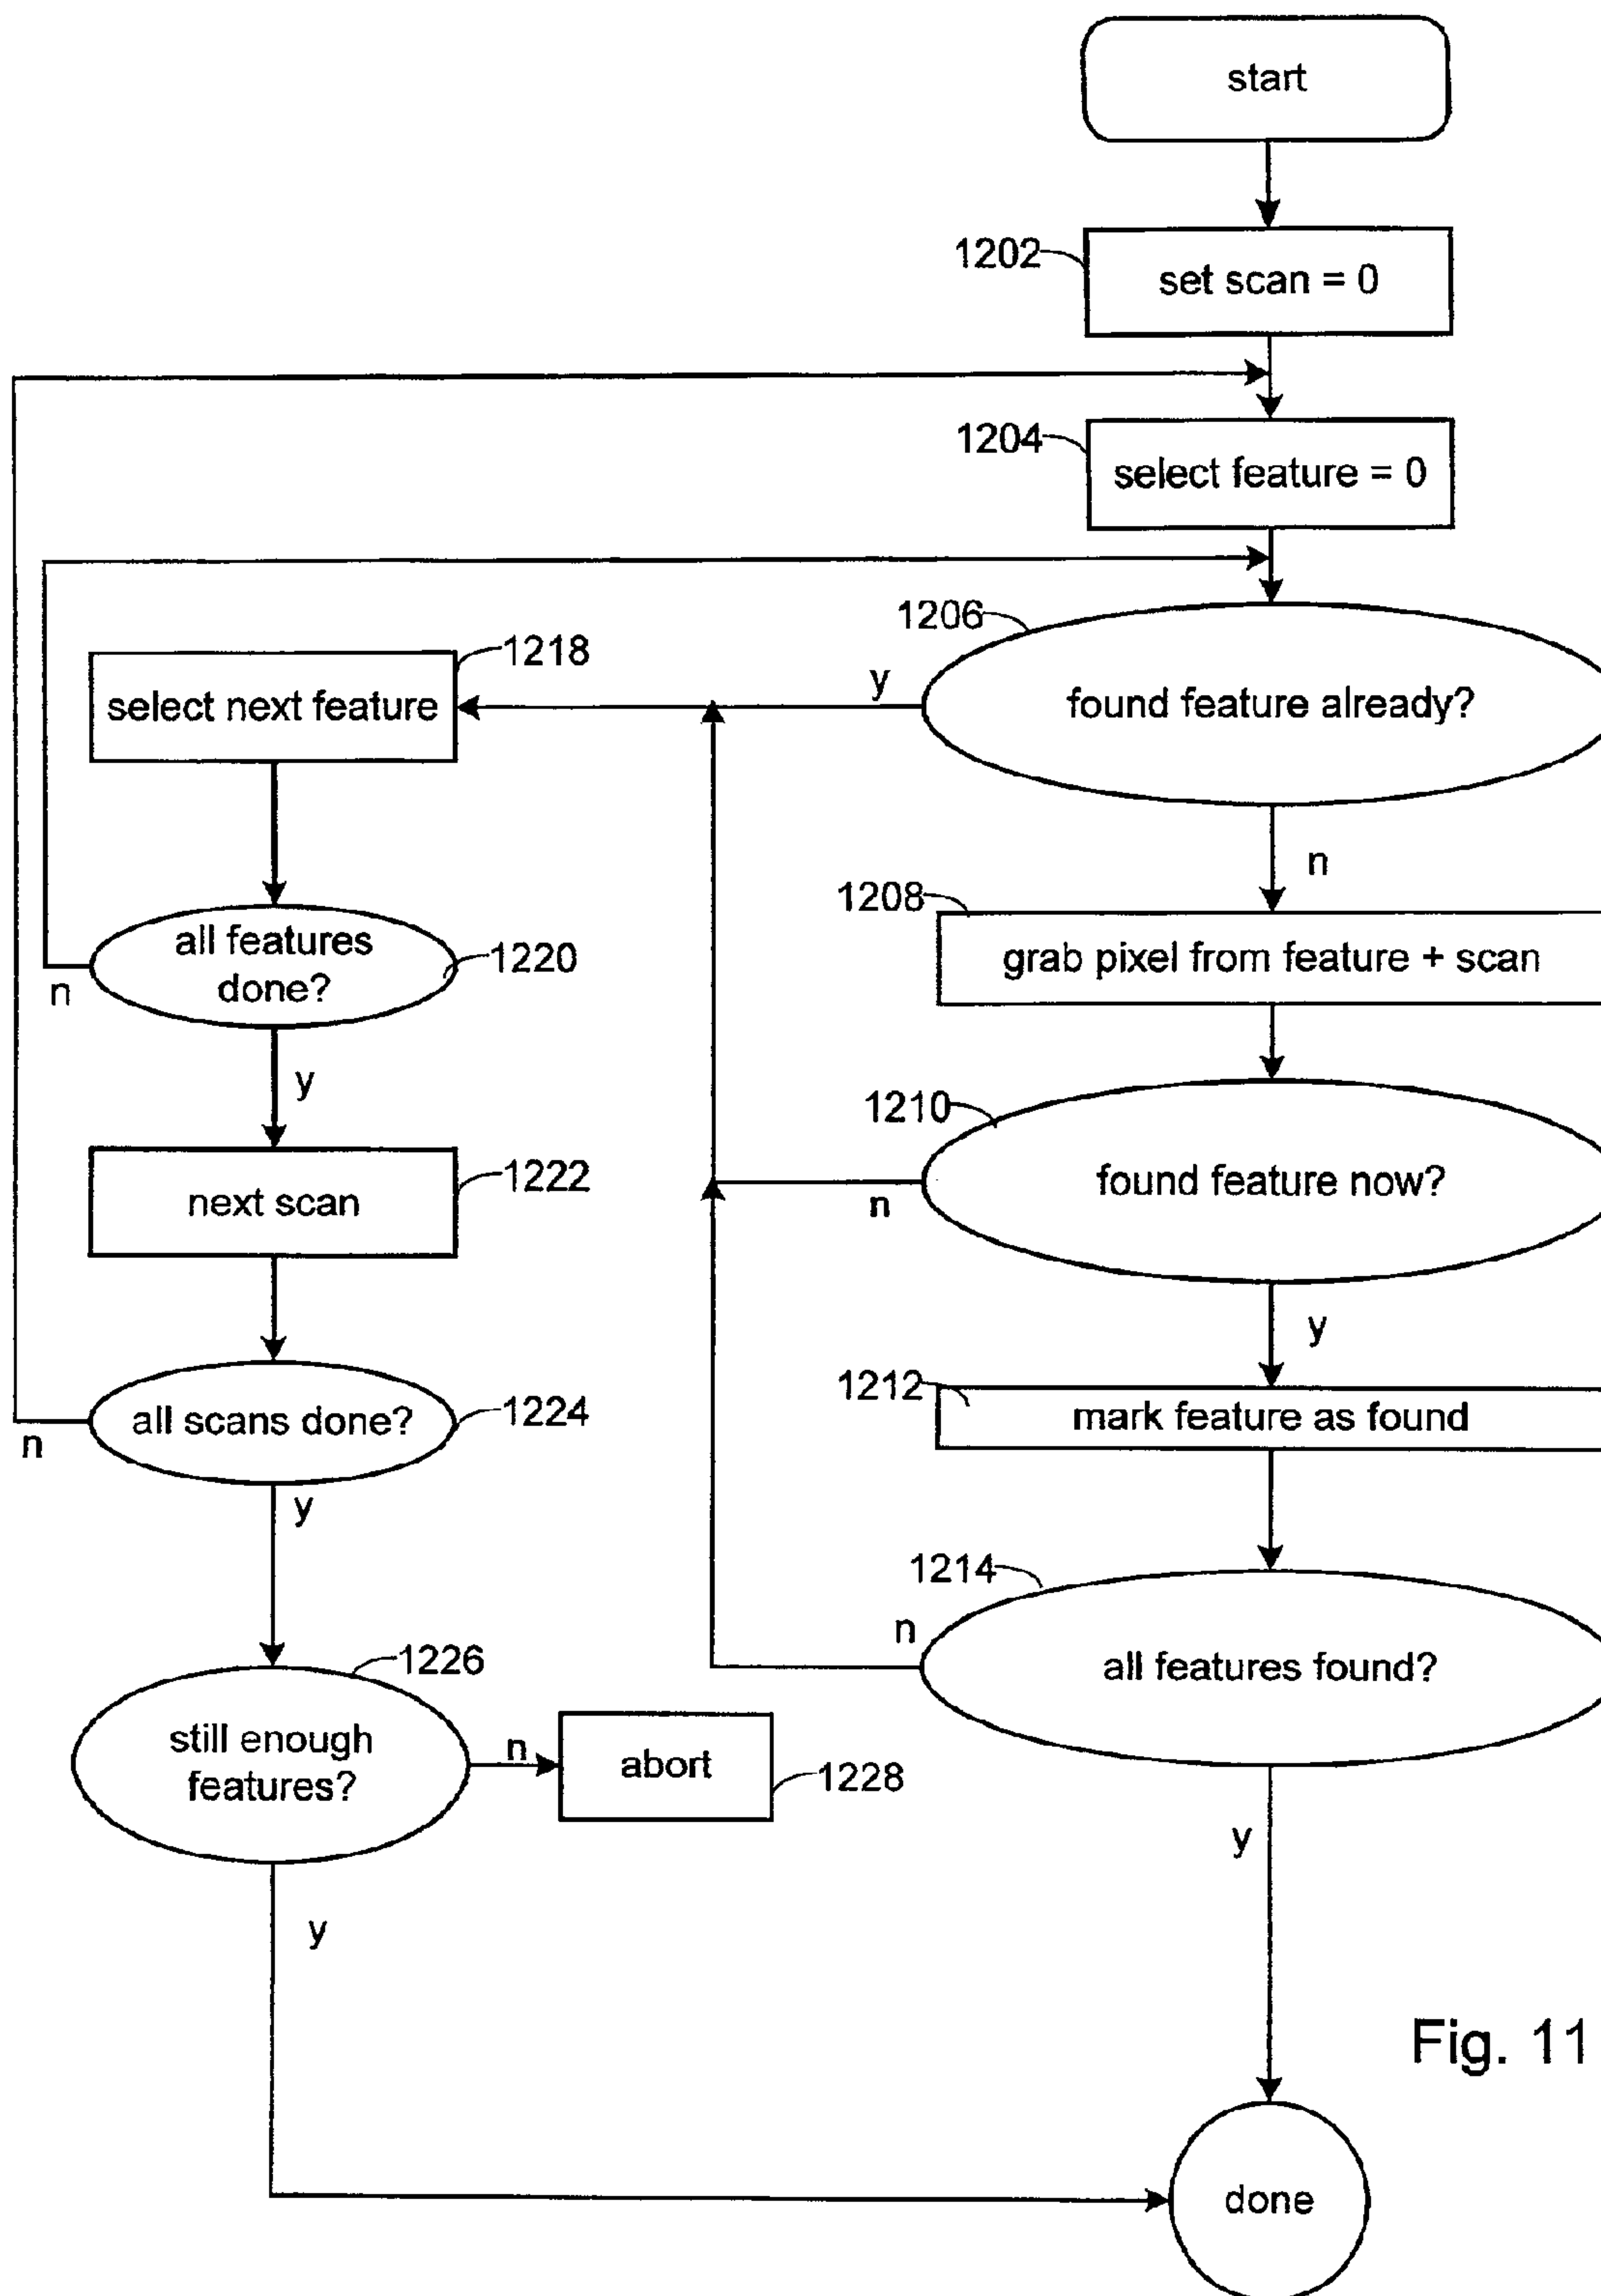 start
1202
set scan = 0
1204
select feature = 0
1206
found feature already?
y
n
1218
select next feature
1208
grab pixel from feature + scan
1220
all features
done?
n
y
1210
found feature now?
n
y
1222
next scan
1212
mark feature as found
1224
all scans done?
n
y
1214
all features found?
n
y
1226
still enough
features?
n
y
abort
1228
Fig. 11
done